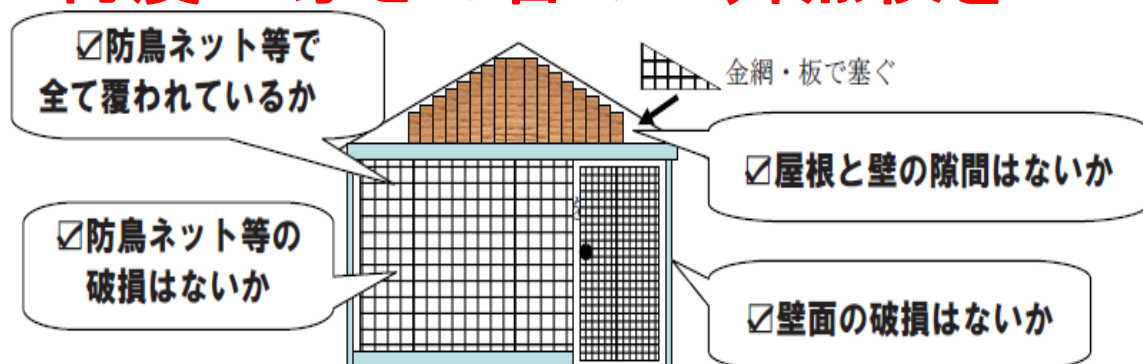 ☑防鳥ネット等で
全て覆われているか
金網・板で塞ぐ
☑屋根と壁の隙間はないか
☑防鳥ネット等の
破損はないか
☑壁面の破損はないか